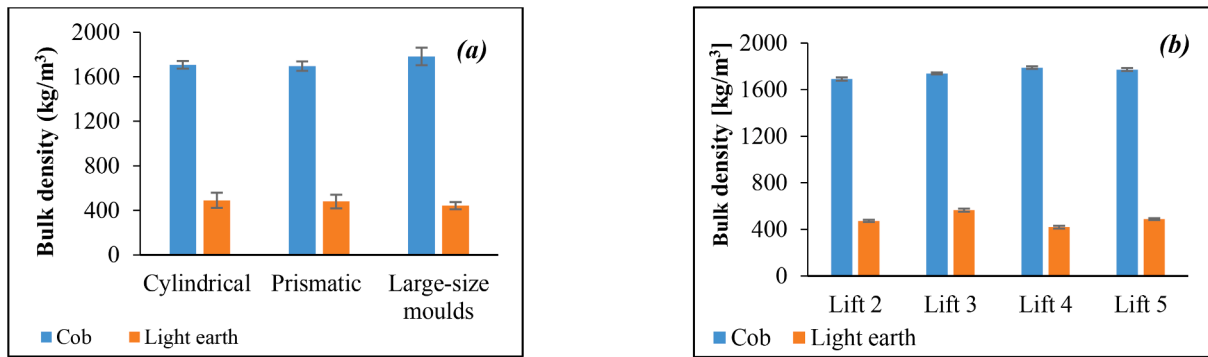 (a)
Bulk density (kg/m³)
2000
1600
1200
800
400
0
Cylindrical
Prismatic
Large-size
moulds
Cob
Light earth
(b)
Bulk density [kg/m³]
2000
1600
1200
800
400
0
Lift 2
Lift 3
Lift 4
Lift 5
Cob
Light earth